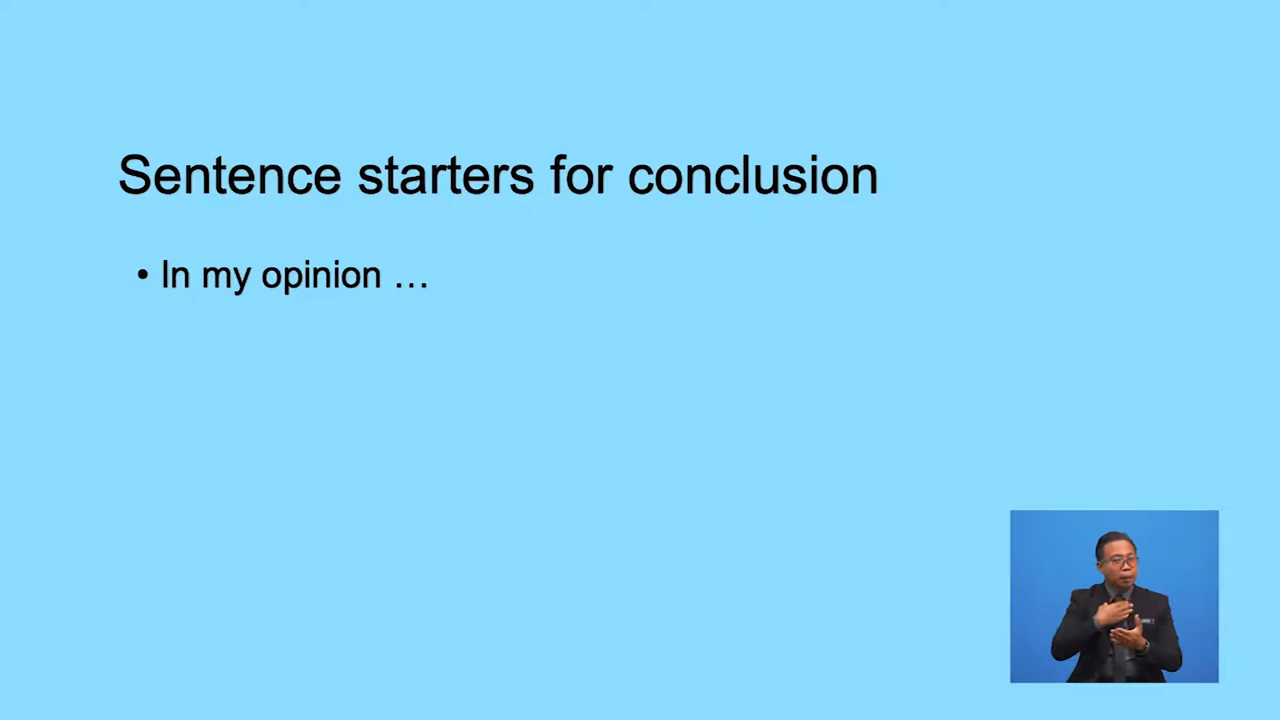 Sentence starters for conclusion
• In my opinion …